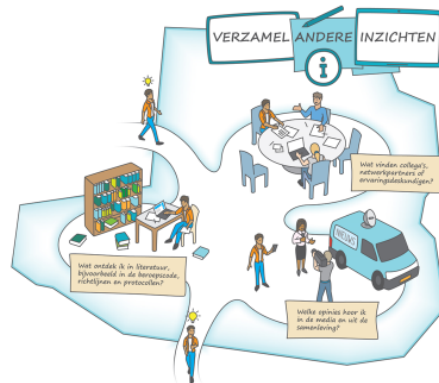 VERZAMEL ANDERE INZICHTEN
i
Wat vinden collega's,
netwerkpartners of
ervaringsdeskundigen?
Wat ontdek ik in literatuur,
bijvoorbeeld in de beroepscode,
richtlijnen en protocollen?
NIEUWS
Welke opinies hoor ik
in de media en uit de
samenleving?